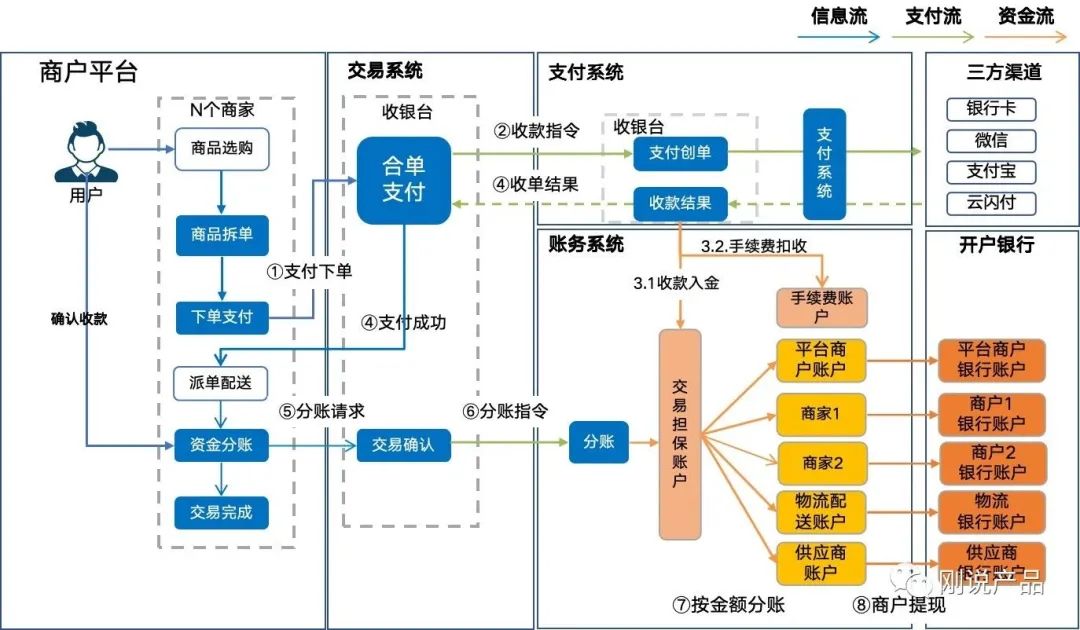 信息流
支付流
资金流
商户平台
N个商家
商品选购
用户
商品拆单
①支付下单
下单支付
确认收款
派单配送
⑤分账请求
资金分账
交易完成
交易系统
收银台
合单
支付
④支付成功
交易确认
②收款指令
④收单结果
⑥分账指令
支付系统
收银台
支付创单
收款结果
支
付
系
统
三方渠道
银行卡
微信
支付宝
云闪付
账务系统
3.2.手续费扣收
3.1收款入金
手续费账
户
分账
交
易
担
保
账
户
平台商
户账户
商家1
商家2
物流配
送账户
供应商
账户
⑦按金额分账
⑧商户提现
开户银行
平台商户
银行账户
商户1
银行账户
商户2
银行账户
物流
银行账户
供应商
银行账户
刚说产品